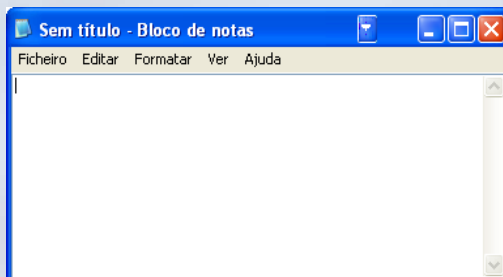 Sem título - Bloco de notas
Ficheiro Editar Formatar Ver Ajuda